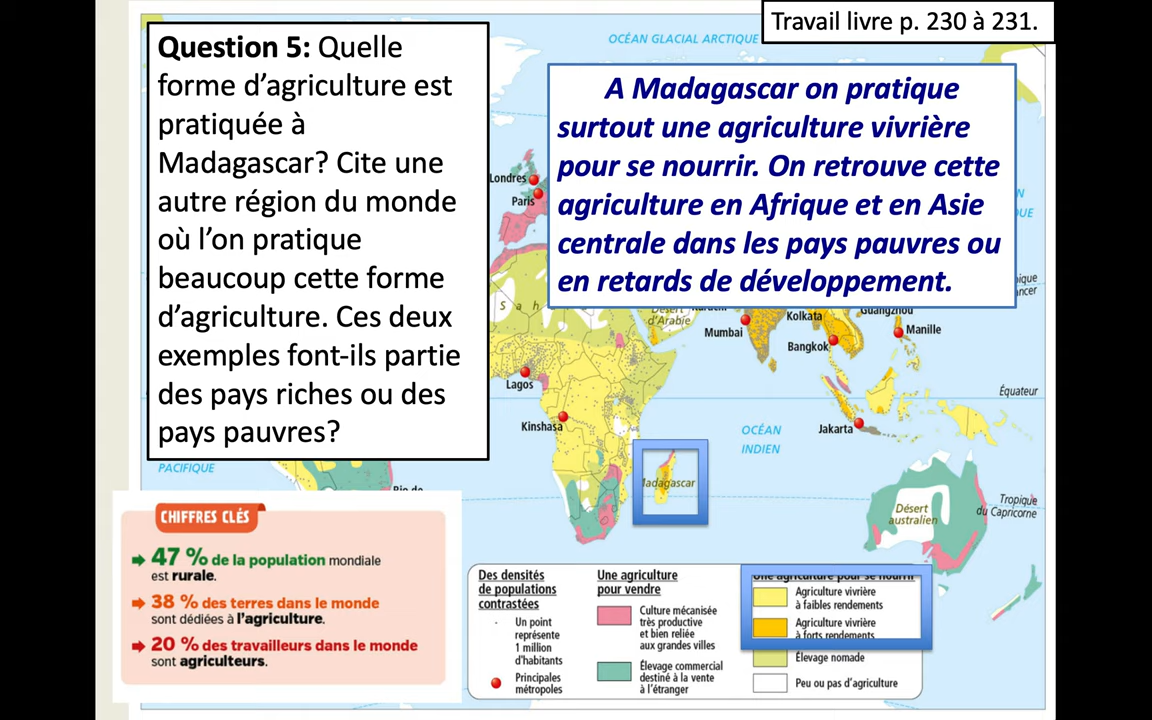 Travail livre p. 230 à 231.
OCÉAN GLACIAL ARCTIQUE
Question 5: Quelle
forme d’agriculture est
pratiquée à
Madagascar? Cite une
autre région du monde
où l’on pratique
beaucoup cette forme
d’agriculture. Ces deux
exemples font-ils partie
des pays riches ou des
pays pauvres?
A Madagascar on pratique
surtout une agriculture vivrière
pour se nourrir. On retrouve cette
agriculture en Afrique et en Asie
centrale dans les pays pauvres ou
en retards de développement.
Londres
Paris
S a h
Désert
d’Arabie
Mumbai
Kolkata
Guangzhou
Bangkok
Manille
Lagos
Kinshasa
Équateur
OCÉAN
INDIEN
Jakarta
PACIFIQUE
Madagascar
Désert
australien
Tropique
du Capricorne
CHIFFRES CLÉS
47 % de la population mondiale
est rurale.
38 % des terres dans le monde
sont dédiées à l’agriculture.
20 % des travailleurs dans le monde
sont agriculteurs.
Des densités
de populations
contrastées
Un point
représente
1 million
d’habitants
Principales
métropoles
Une agriculture
pour vendre
Culture mécanisée
très productive
et bien reliée
aux grandes villes
Élevage commercial
destiné à la vente
à l’étranger
Une agriculture pour se nourrir
Agriculture vivrière
à faibles rendements
Agriculture vivrière
à forts rendements
Élevage nomade
Peu ou pas d’agriculture